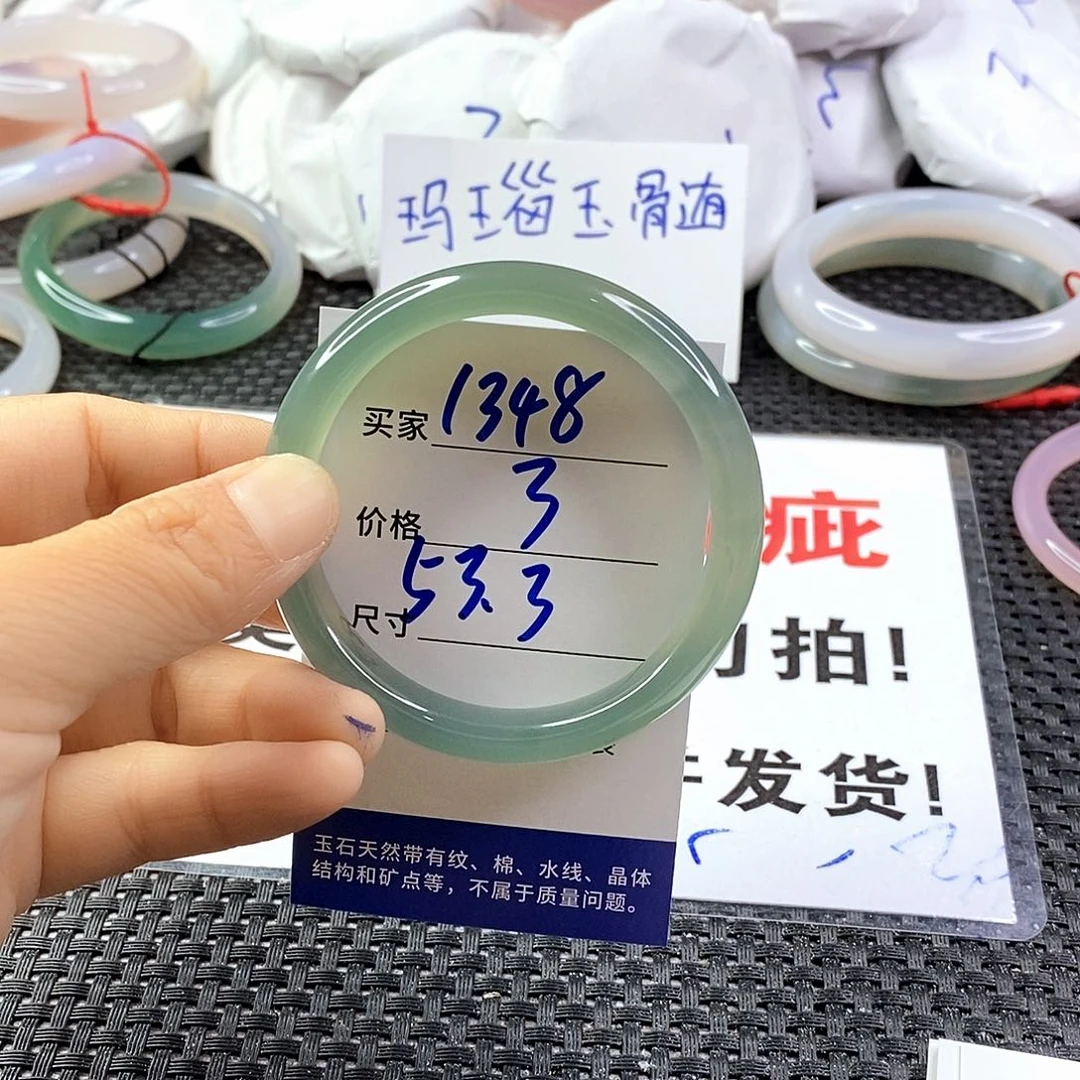 玛瑙玉髓
买家 1348
价格 3
尺寸 53.3
疵
勿拍!
发货!
玉石天然带有纹、棉、水线、晶体
结构和矿点等，不属于质量问题。